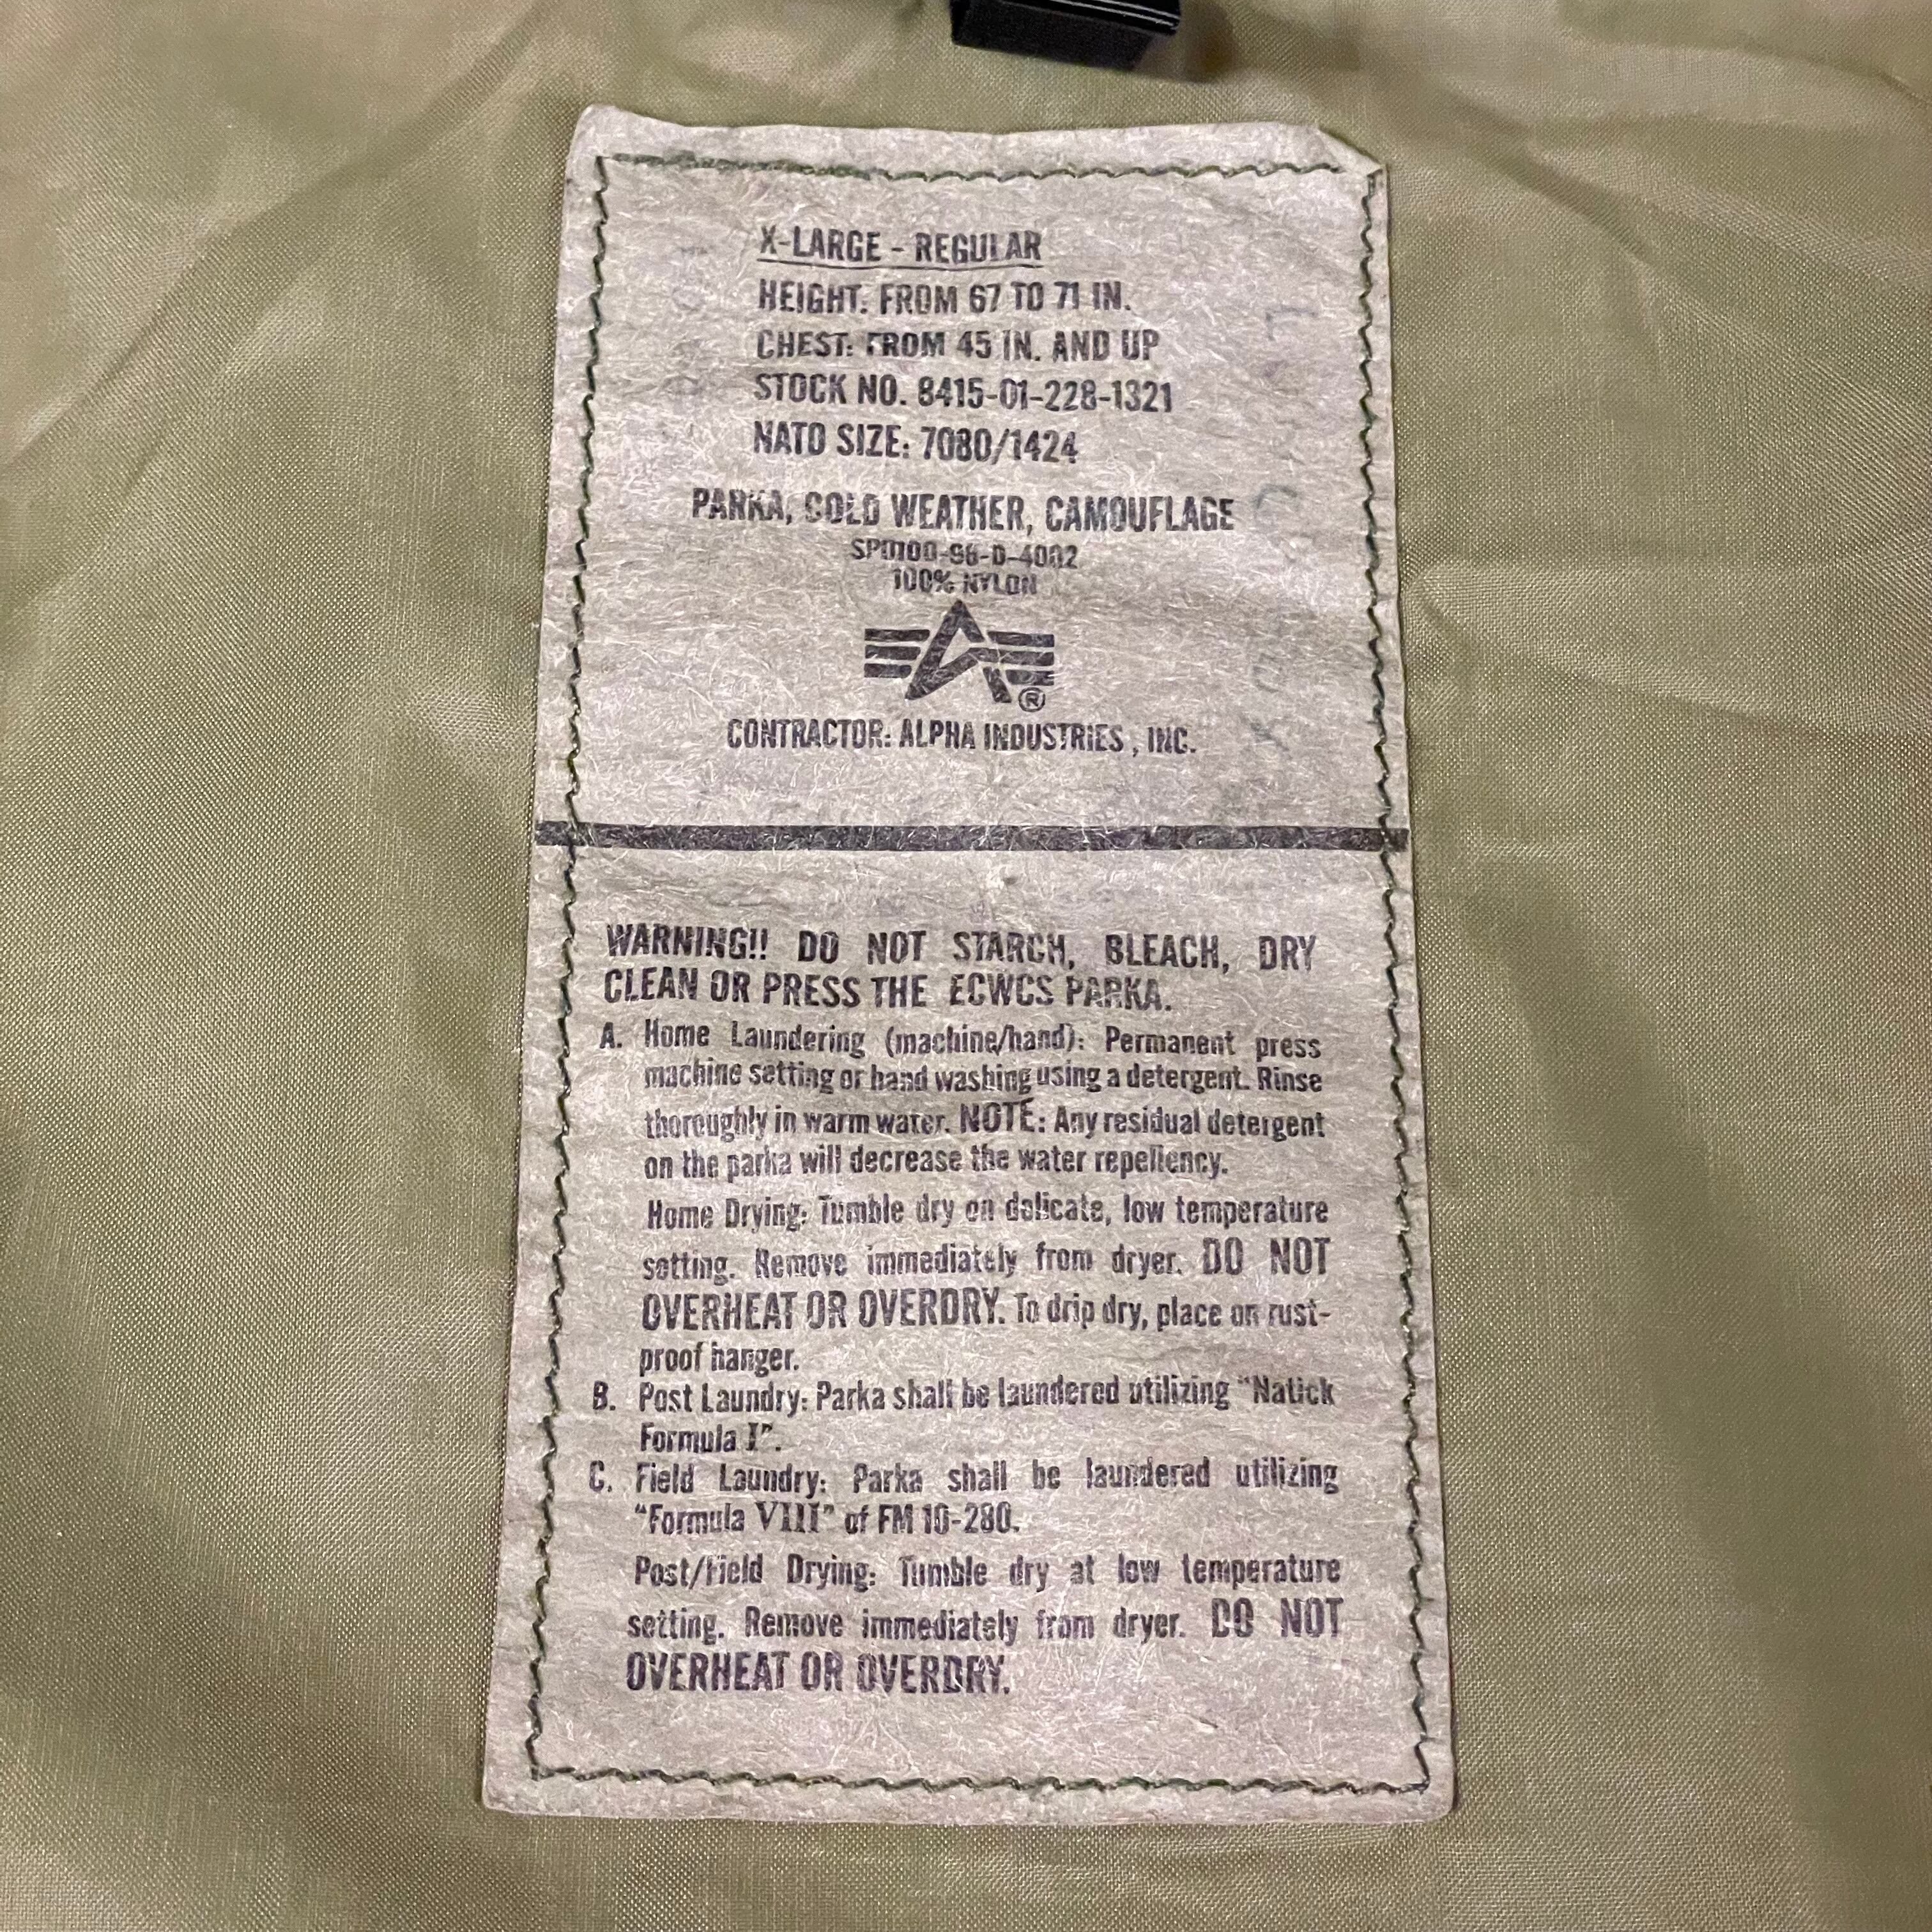 X-LARGE - REGULAR
HEIGHT: FROM 67 TO 71 IN.
CHEST: FROM 45 IN. AND UP
STOCK NO. 8415-01-228-1321
NATO SIZE: 7080/1424
PARKA, COLD WEATHER, CAMOUFLAGE
SP0100-96-D-4002
100% NYLON
®
CONTRACTOR: ALPHA INDUSTRIES, INC.
WARNING!! DO NOT STARCH, BLEACH, DRY
CLEAN OR PRESS THE ECWCS PARKA.
A. Home Laundering (machine/hand): Permanent press
machine setting or hand washing using a detergent. Rinse
thoroughly in warm water. NOTE: Any residual detergent
on the parka will decrease the water repellency.
Home Drying: Tumble dry on delicate, low temperature
setting. Remove immediately from dryer. DO NOT
OVERHEAT OR OVERDRY. To drip dry, place on rust-
proof hanger.
B. Post Laundry: Parka shall be laundered utilizing "Natick
Formula I".
C. Field Laundry: Parka shall be laundered utilizing
"Formula VIII" of FM 10-280.
Post/Field Drying: Tumble dry at low temperature
setting. Remove immediately from dryer. DO NOT
OVERHEAT OR OVERDRY.